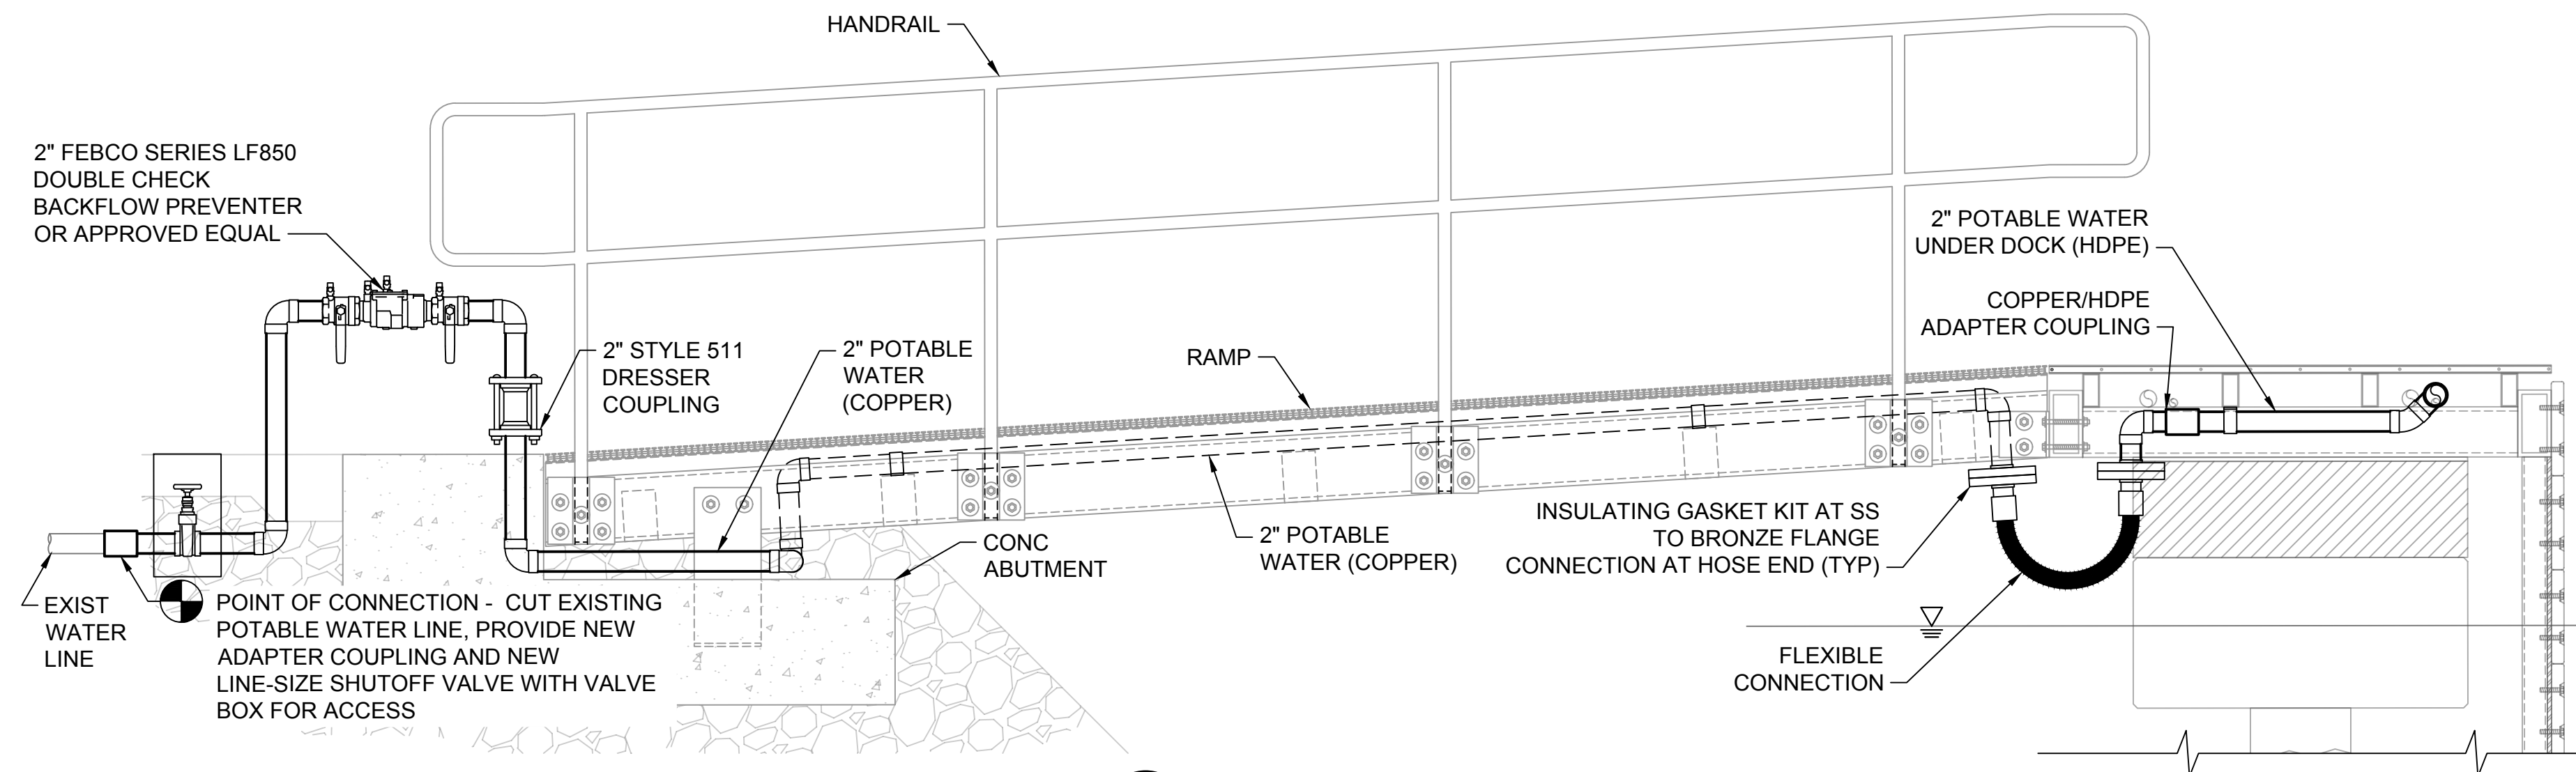 HANDRAIL
2" FEBCO SERIES LF850
DOUBLE CHECK
BACKFLOW PREVENTER
OR APPROVED EQUAL
2" POTABLE WATER
UNDER DOCK (HDPE)
COPPER/HDPE
ADAPTER COUPLING
2" STYLE 511
DRESSER
COUPLING
2" POTABLE
WATER
(COPPER)
RAMP
INSULATING GASKET KIT AT SS
TO BRONZE FLANGE
CONNECTION AT HOSE END (TYP)
2" POTABLE
WATER (COPPER)
CONC
ABUTMENT
EXIST
WATER
LINE
POINT OF CONNECTION - CUT EXISTING
POTABLE WATER LINE, PROVIDE NEW
ADAPTER COUPLING AND NEW
LINE-SIZE SHUTOFF VALVE WITH VALVE
BOX FOR ACCESS
FLEXIBLE
CONNECTION